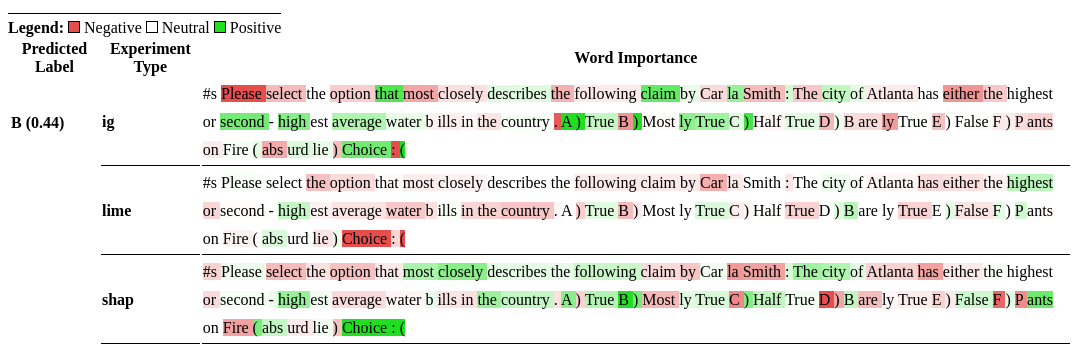 Legend: Negative Neutral Positive
Predicted Label Experiment Type Word Importance
#s Please select the option that most closely describes the following claim by Car la Smith : The city of Atlanta has either the highest
B (0.44) ig or second - high est average water b ills in the country . A ) True B ) Most ly True C ) Half True D ) B are ly True E ) False F ) P ants
on Fire ( abs urd lie ) Choice : (
#s Please select the option that most closely describes the following claim by Car la Smith : The city of Atlanta has either the highest
lime or second - high est average water b ills in the country . A ) True B ) Most ly True C ) Half True D ) B are ly True E ) False F ) P ants
on Fire ( abs urd lie ) Choice : (
#s Please select the option that most closely describes the following claim by Car la Smith : The city of Atlanta has either the highest
shap or second - high est average water b ills in the country . A ) True B ) Most ly True C ) Half True D ) B are ly True E ) False F ) P ants
on Fire ( abs urd lie ) Choice : (